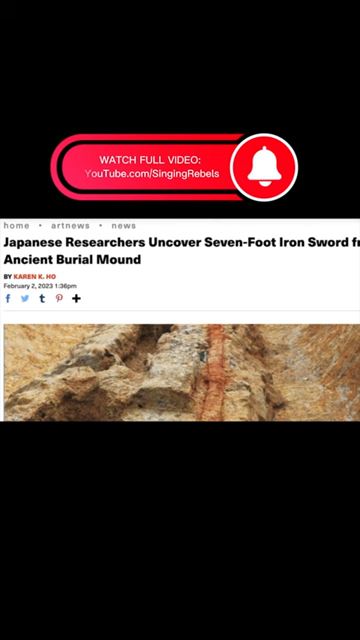 WATCH FULL VIDEO:
YouTube.com/SingingRebels
home • artnews • news
Japanese Researchers Uncover Seven-Foot Iron Sword fr
Ancient Burial Mound
BY KAREN K. HO
February 2, 2023 1:36pm